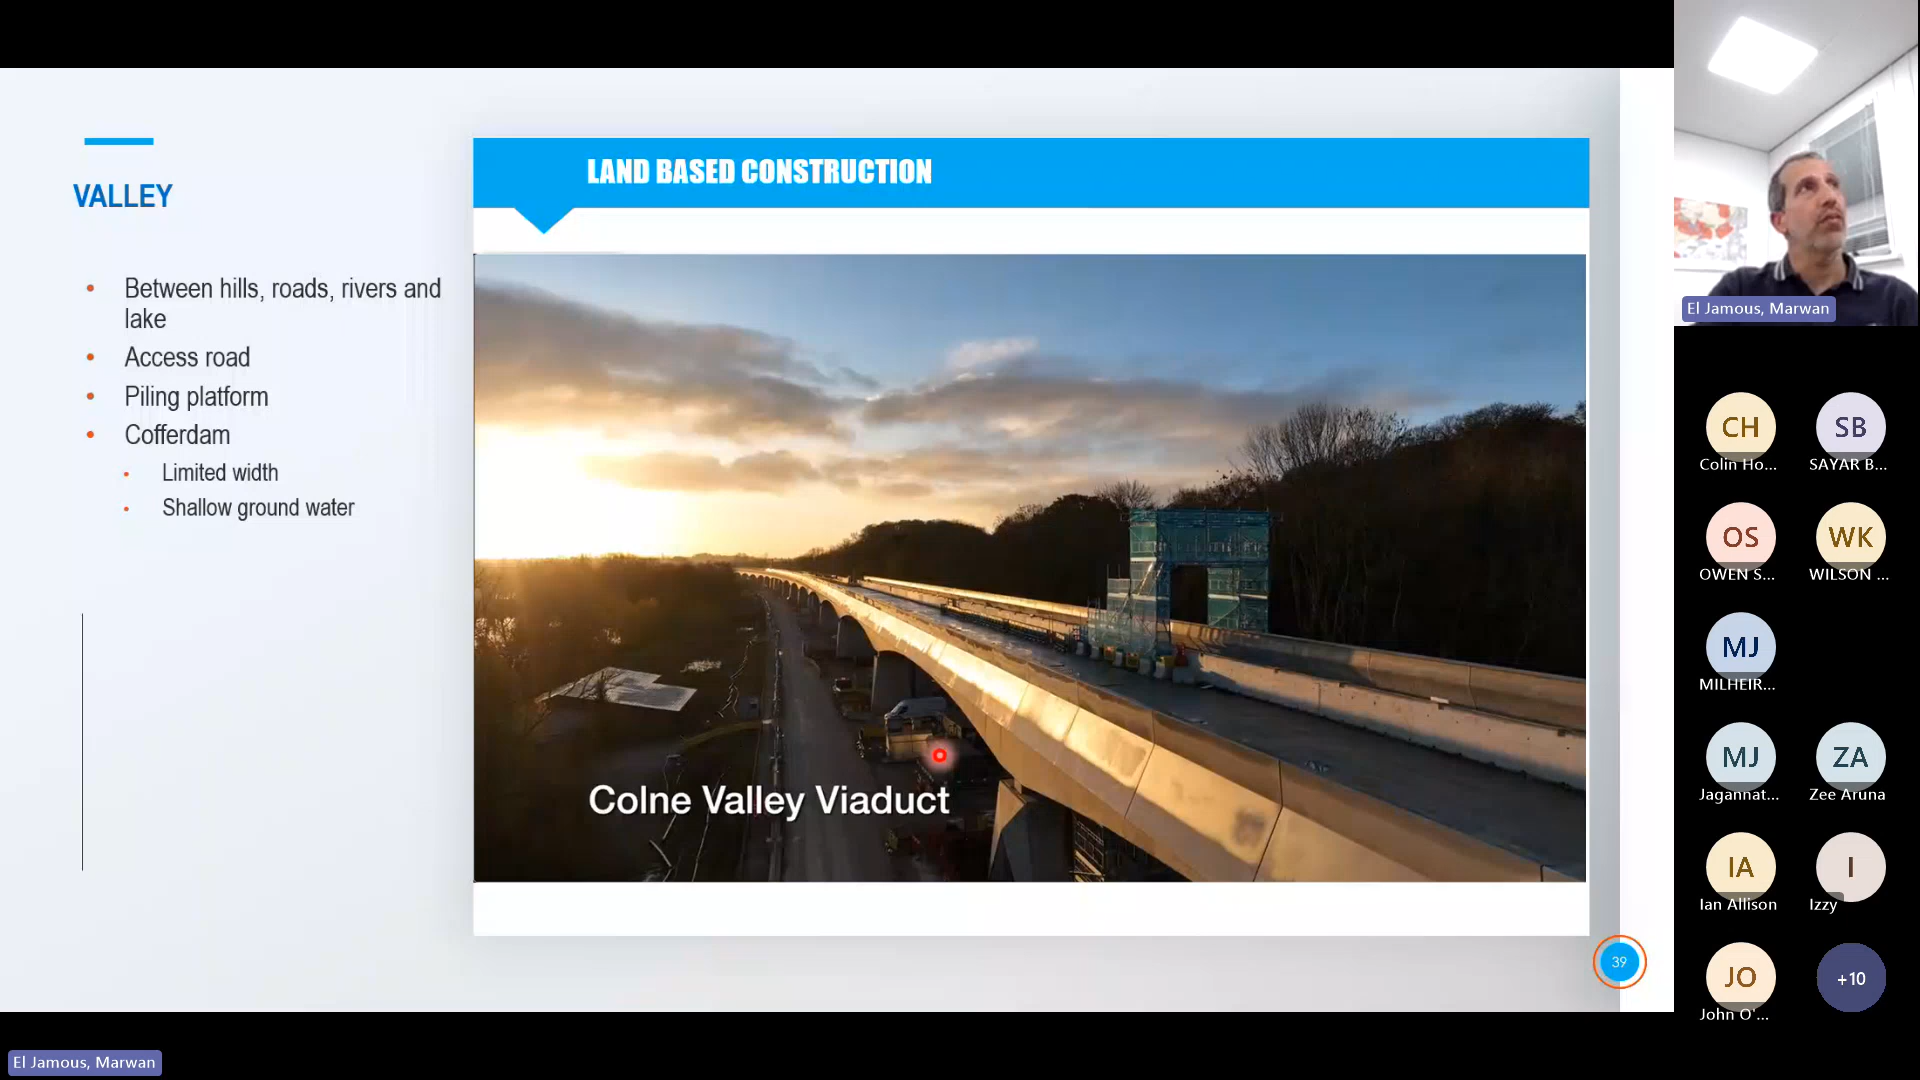 VALLEY
Between hills, roads, rivers and
lake
Access road
Piling platform
Cofferdam
Limited width
Shallow ground water
LAND BASED CONSTRUCTION
Colne Valley Viaduct
39
El Jamous, Marwan
CH
Colin Ho...
SB
SAYAR B...
OS
OWEN S...
WK
WILSON ...
MJ
MILHEIR...
MJ
Jagannat...
ZA
Zee Aruna
IA
Ian Allison
I
Izzy
JO
John O'...
+10
El Jamous, Marwan